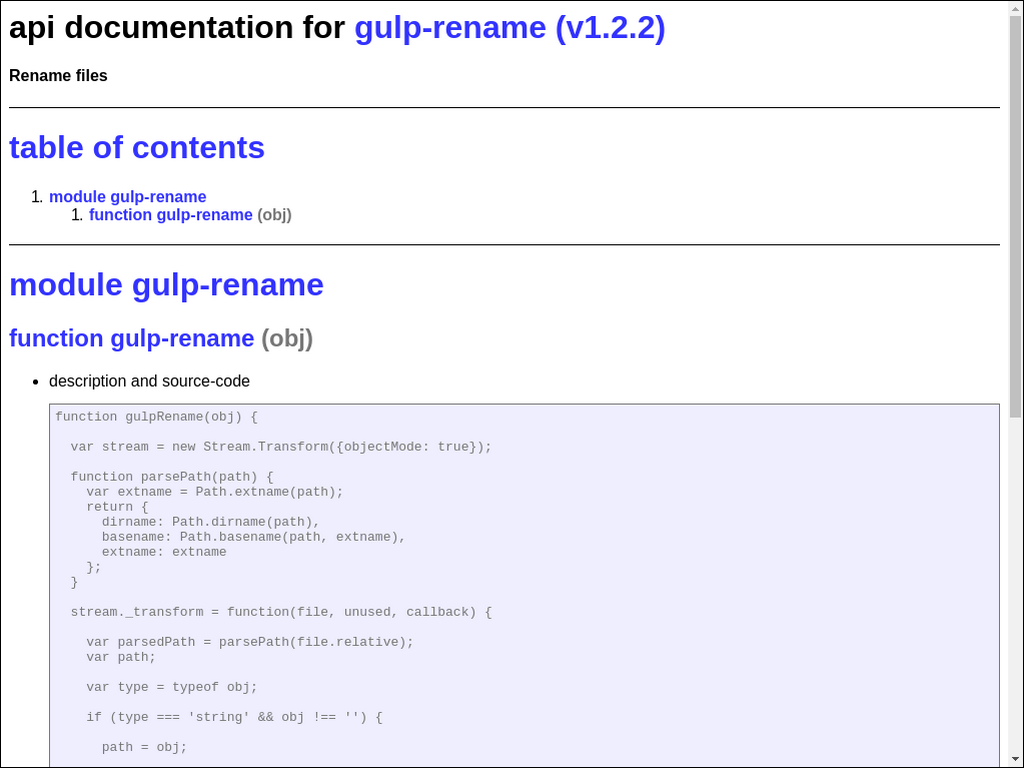 api documentation for gulp-rename (v1.2.2)
Rename files
table of contents
1. module gulp-rename
1. function gulp-rename (obj)
module gulp-rename
function gulp-rename (obj)
• description and source-code
function gulpRename(obj) {
  var stream = new Stream.Transform({objectMode: true});
  function parsePath(path) {
    var extname = Path.extname(path);
    return {
      dirname: Path.dirname(path),
      basename: Path.basename(path, extname),
      extname: extname
    };
  }
  stream._transform = function(file, unused, callback) {
    var parsedPath = parsePath(file.relative);
    var path;
    var type = typeof obj;
    if (type === 'string' && obj !== '') {
      path = obj;